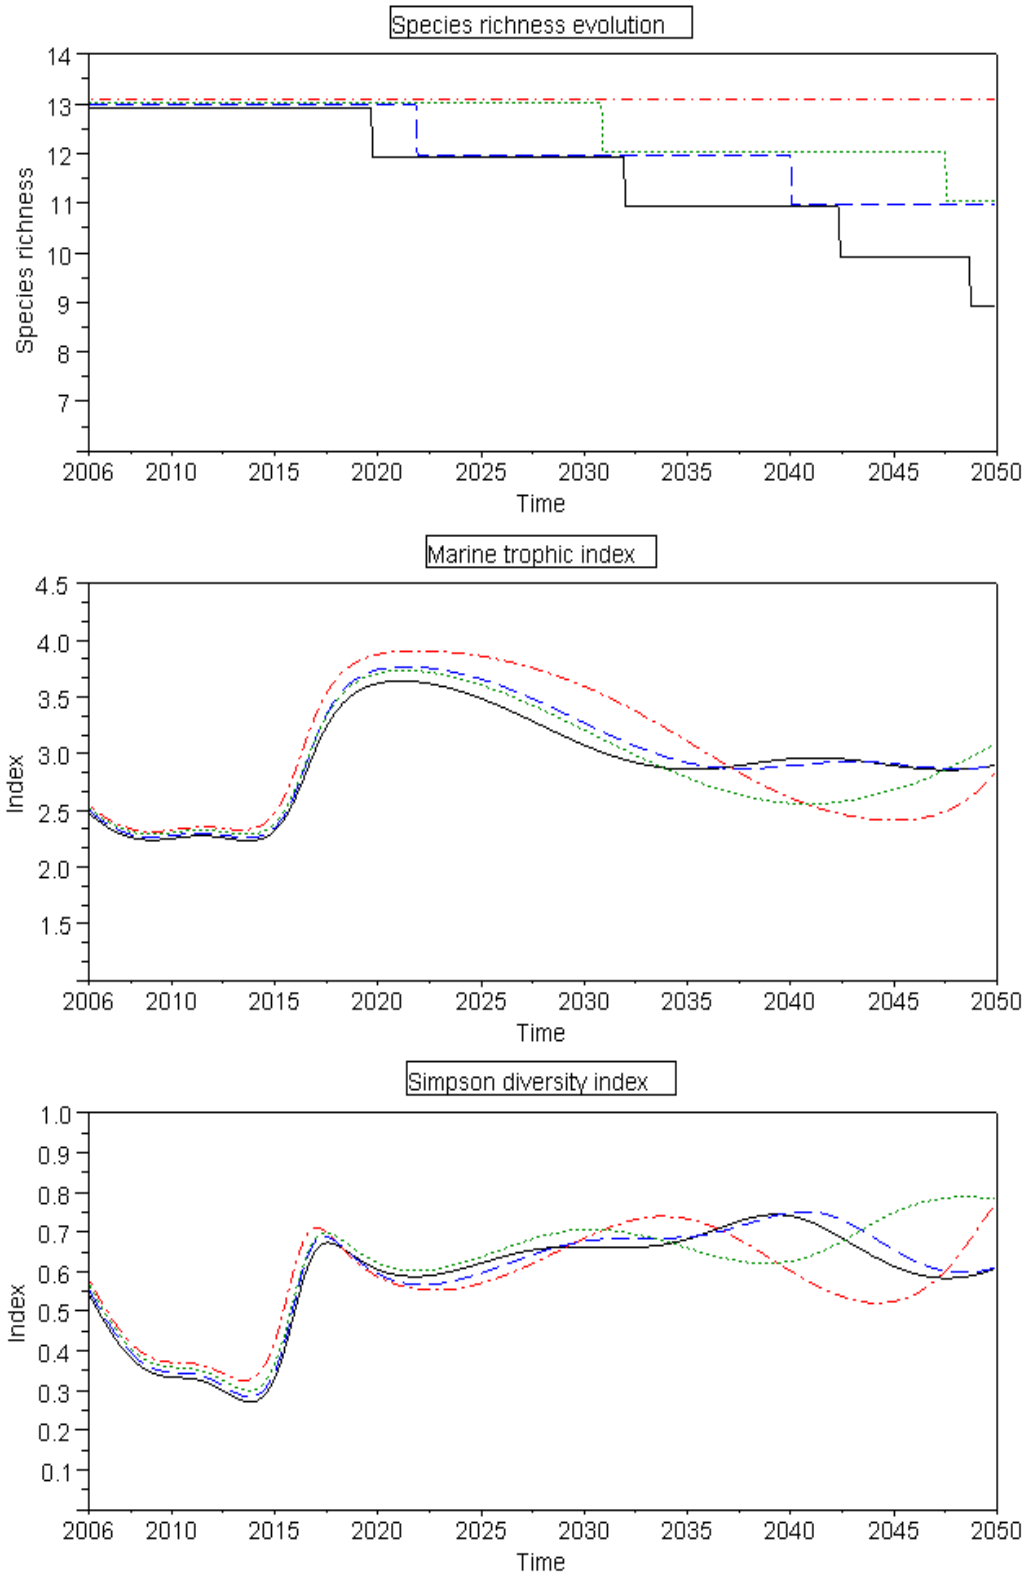 Species richness evolution
14
13
12
11
10
9
8
7
Species richness
2006 2010 2015 2020 2025 2030 2035 2040 2045 2050
Time
Marine trophic index
4.5
4.0
3.5
3.0
2.5
2.0
1.5
Index
2006 2010 2015 2020 2025 2030 2035 2040 2045 2050
Time
Simpson diversity index
1.0
0.9
0.8
0.7
0.6
0.5
0.4
0.3
0.2
0.1
Index
2006 2010 2015 2020 2025 2030 2035 2040 2045 2050
Time